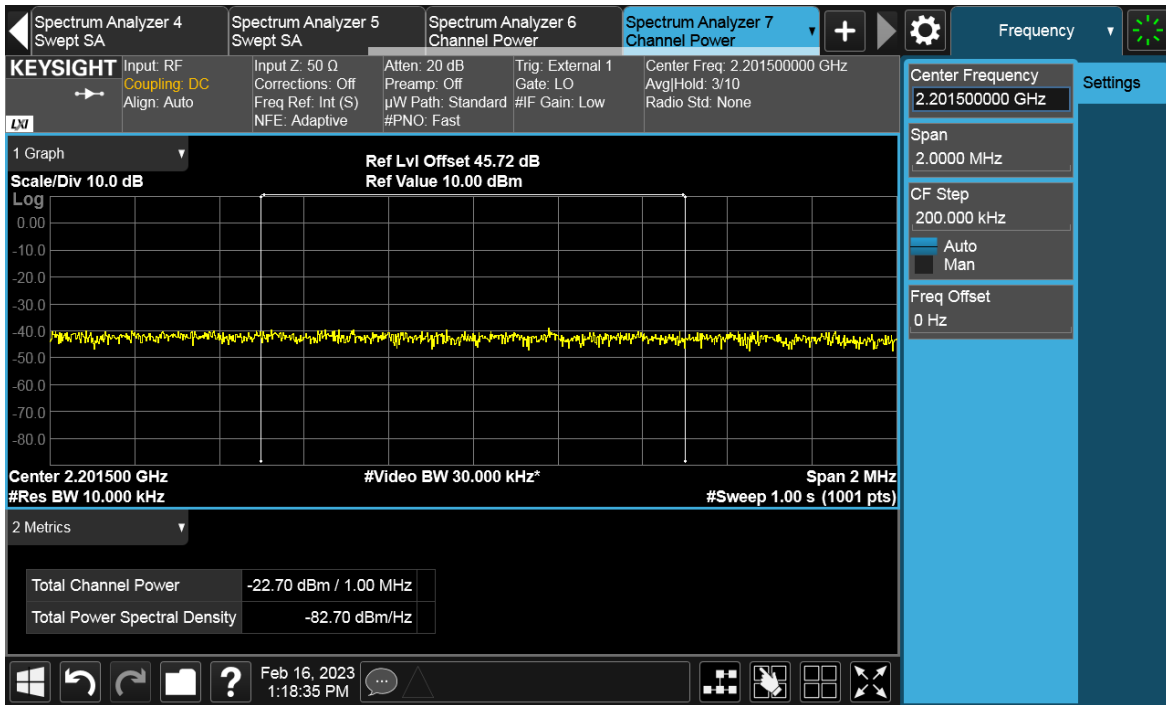 Spectrum Analyzer 4
Swept SA
Spectrum Analyzer 5
Swept SA
Spectrum Analyzer 6
Channel Power
Spectrum Analyzer 7
Channel Power
+
Frequency
KEYSIGHT
LXI
Input: RF
Coupling: DC
Align: Auto
Input Z: 50 Ω
Corrections: Off
Freq Ref: Int (S)
NFE: Adaptive
Atten: 20 dB
Preamp: Off
µW Path: Standard
#PNO: Fast
Trig: External 1
Gate: LO
#IF Gain: Low
Center Freq: 2.201500000 GHz
Avg|Hold: 3/10
Radio Std: None
Center Frequency
2.201500000 GHz
Settings
Span
2.0000 MHz
CF Step
200.000 kHz
Auto
Man
Freq Offset
0 Hz
1 Graph
Ref Lvl Offset 45.72 dB
Scale/Div 10.0 dB
Ref Value 10.00 dBm
Log
0.00
-10.0
-20.0
-30.0
-40.0
-50.0
-60.0
-70.0
-80.0
Center 2.201500 GHz
#Video BW 30.000 kHz*
Span 2 MHz
#Res BW 10.000 kHz
#Sweep 1.00 s (1001 pts)
2 Metrics
Total Channel Power
-22.70 dBm / 1.00 MHz
Total Power Spectral Density
-82.70 dBm/Hz
?
Feb 16, 2023
1:18:35 PM